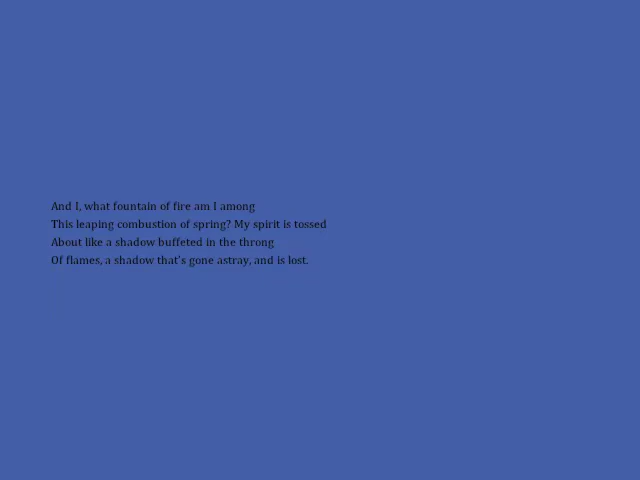 And I, what fountain of fire am I among
This leaping combustion of spring? My spirit is tossed
About like a shadow buffeted in the throng
Of flames, a shadow that's gone astray, and is lost.